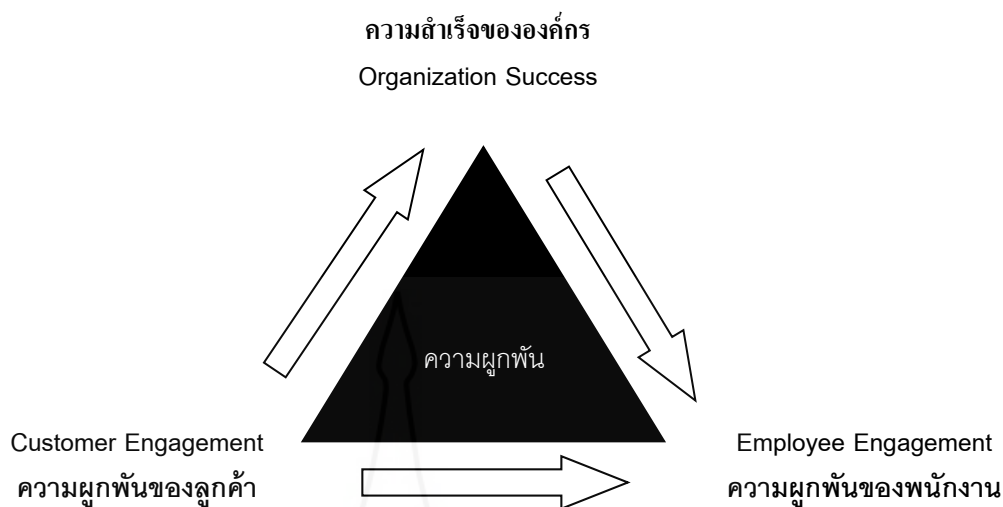 ความสำเร็จขององค์กร
Organization Success
ความผูกพัน
Customer Engagement
ความผูกพันของลูกค้า
Employee Engagement
ความผูกพันของพนักงาน